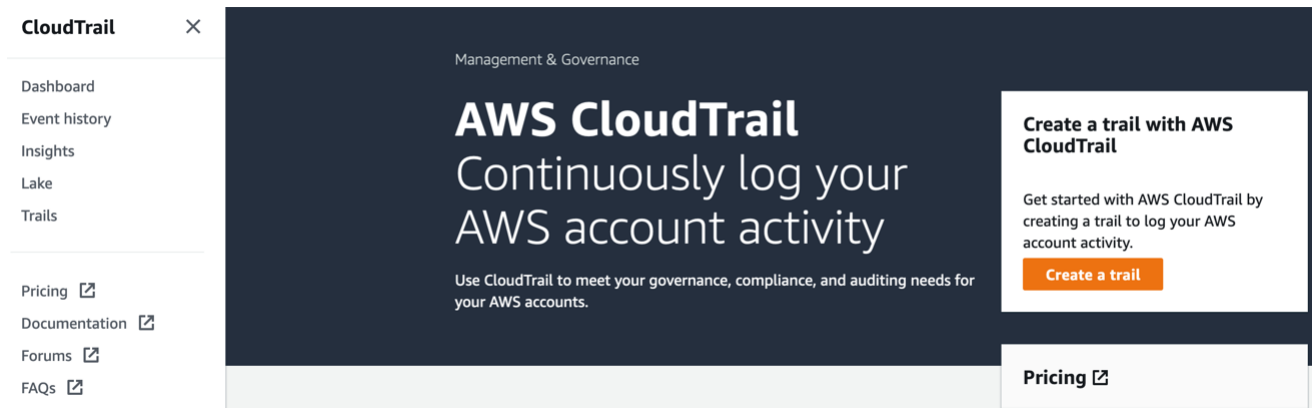 CloudTrail
Dashboard
Event history
Insights
Lake
Trails
Pricing
Documentation
Forums
FAQs
Management & Governance
AWS CloudTrail
Continuously log your
AWS account activity
Use CloudTrail to meet your governance, compliance, and auditing needs for
your AWS accounts.
Create a trail with AWS
CloudTrail
Get started with AWS CloudTrail by
creating a trail to log your AWS
account activity.
Create a trail
Pricing